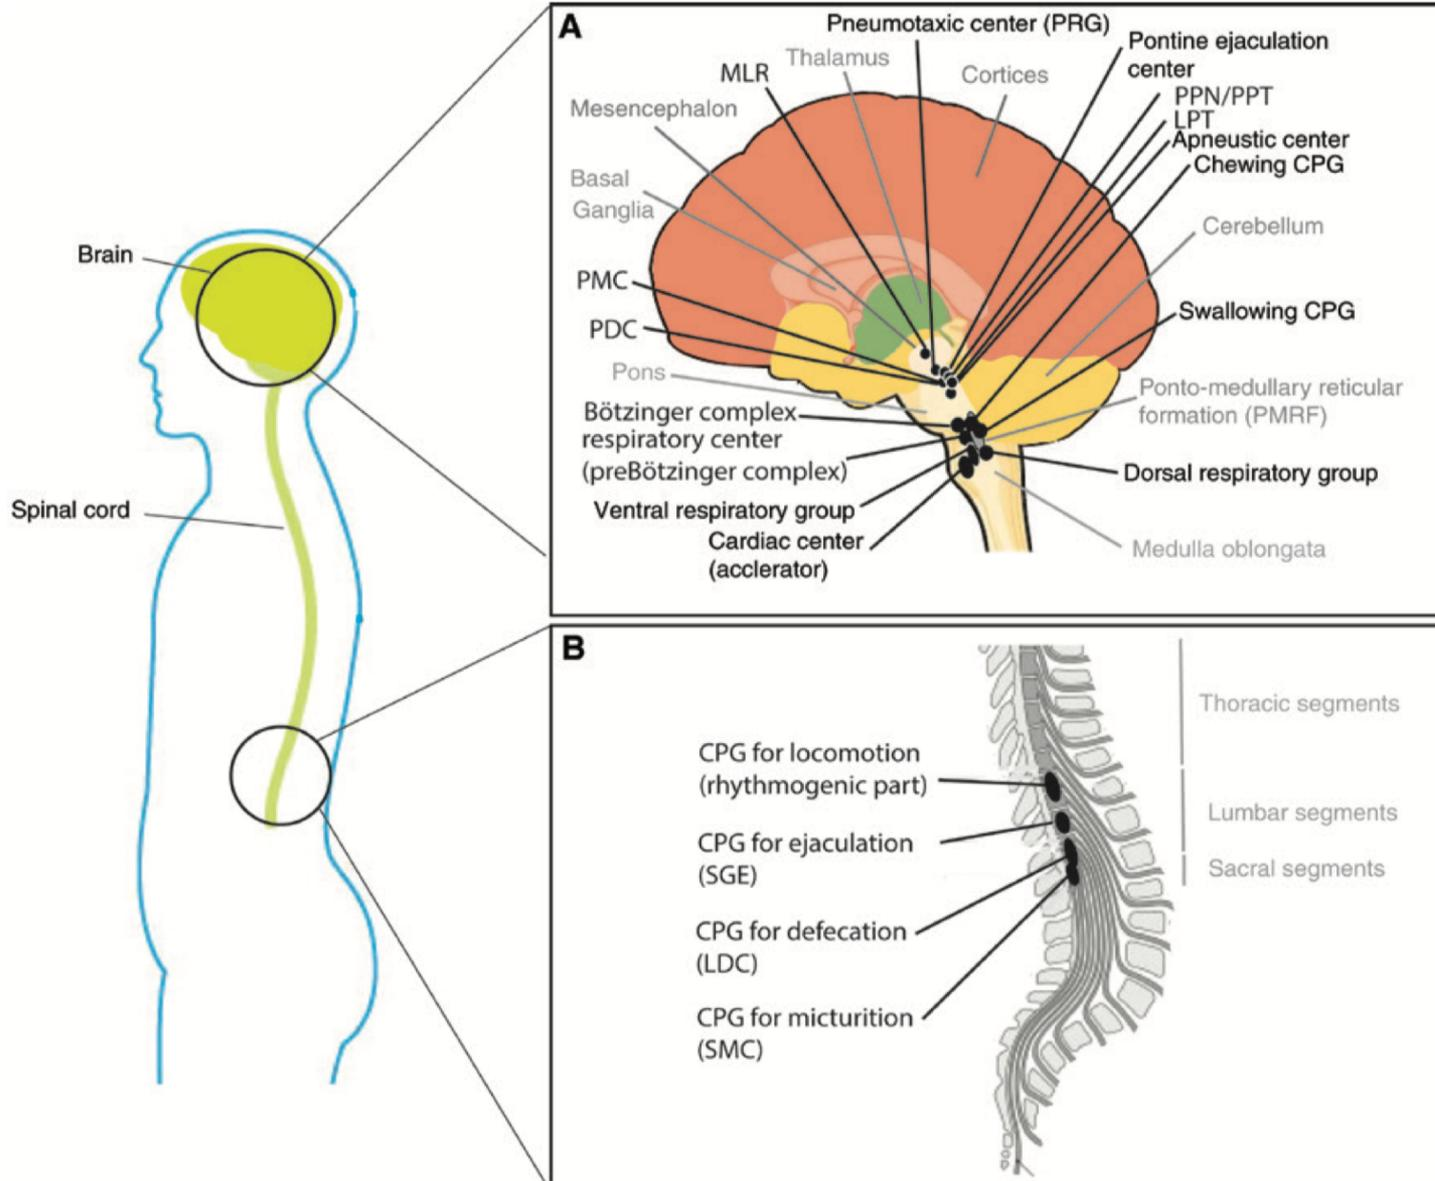 Brain
Spinal cord
A
Pneumotaxic center (PRG)
Thalamus
MLR
Cortices
Pontine ejaculation
center
PPN/PPT
LPT
Apneustic center
Chewing CPG
Mesencephalon
Basal
Ganglia
Cerebellum
PMC
PDC
Swallowing CPG
Pons
Ponto-medullary reticular
formation (PMRF)
Bötzinger complex
respiratory center
(preBötzinger complex)
Dorsal respiratory group
Ventral respiratory group
Cardiac center
(acclerator)
Medulla oblongata
B
Thoracic segments
CPG for locomotion
(rhythmogenic part)
Lumbar segments
CPG for ejaculation
(SGE)
Sacral segments
CPG for defecation
(LDC)
CPG for micturition
(SMC)